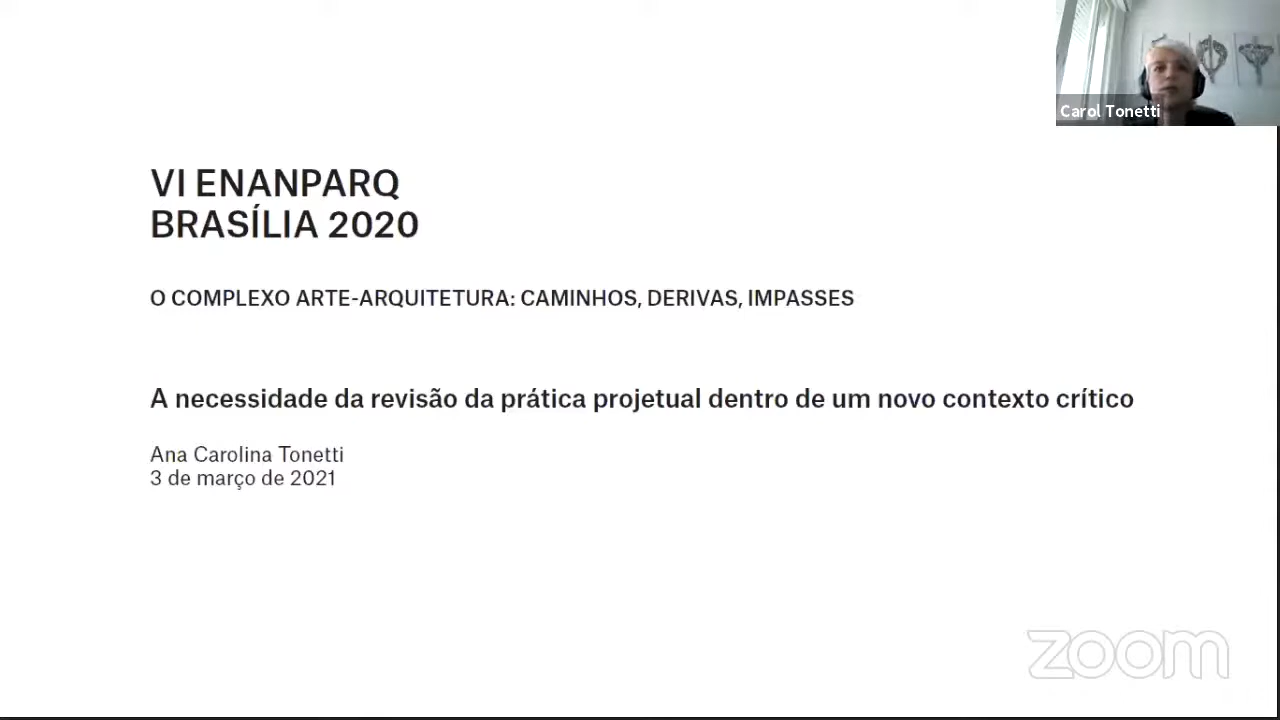 Carol Tonetti
VI ENANPARQ
BRASÍLIA 2020
O COMPLEXO ARTE-ARQUITETURA: CAMINHOS, DERIVAS, IMPASSES
A necessidade da revisão da prática projetual dentro de um novo contexto crítico
Ana Carolina Tonetti
3 de março de 2021
zoom